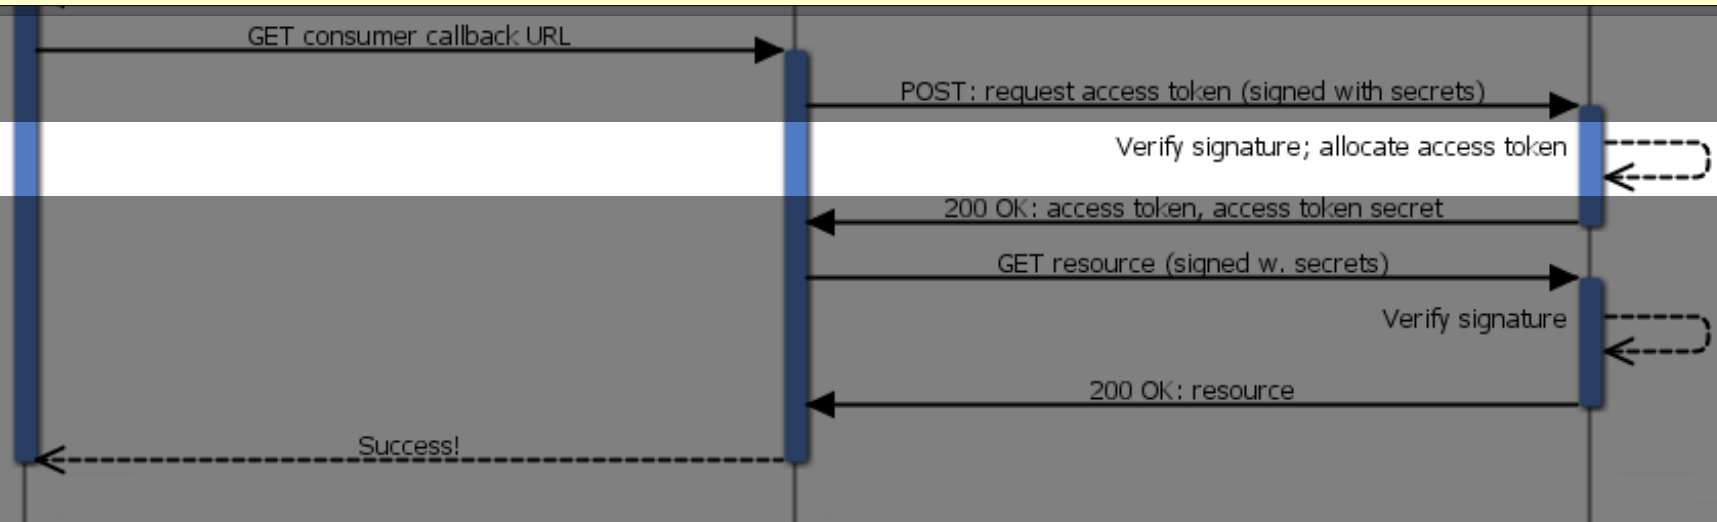 GET consumer callback URL
POST: request access token (signed with secrets)
Verify signature; allocate access token
200 OK: access token, access token secret
GET resource (signed w. secrets)
Verify signature
200 OK: resource
Success!